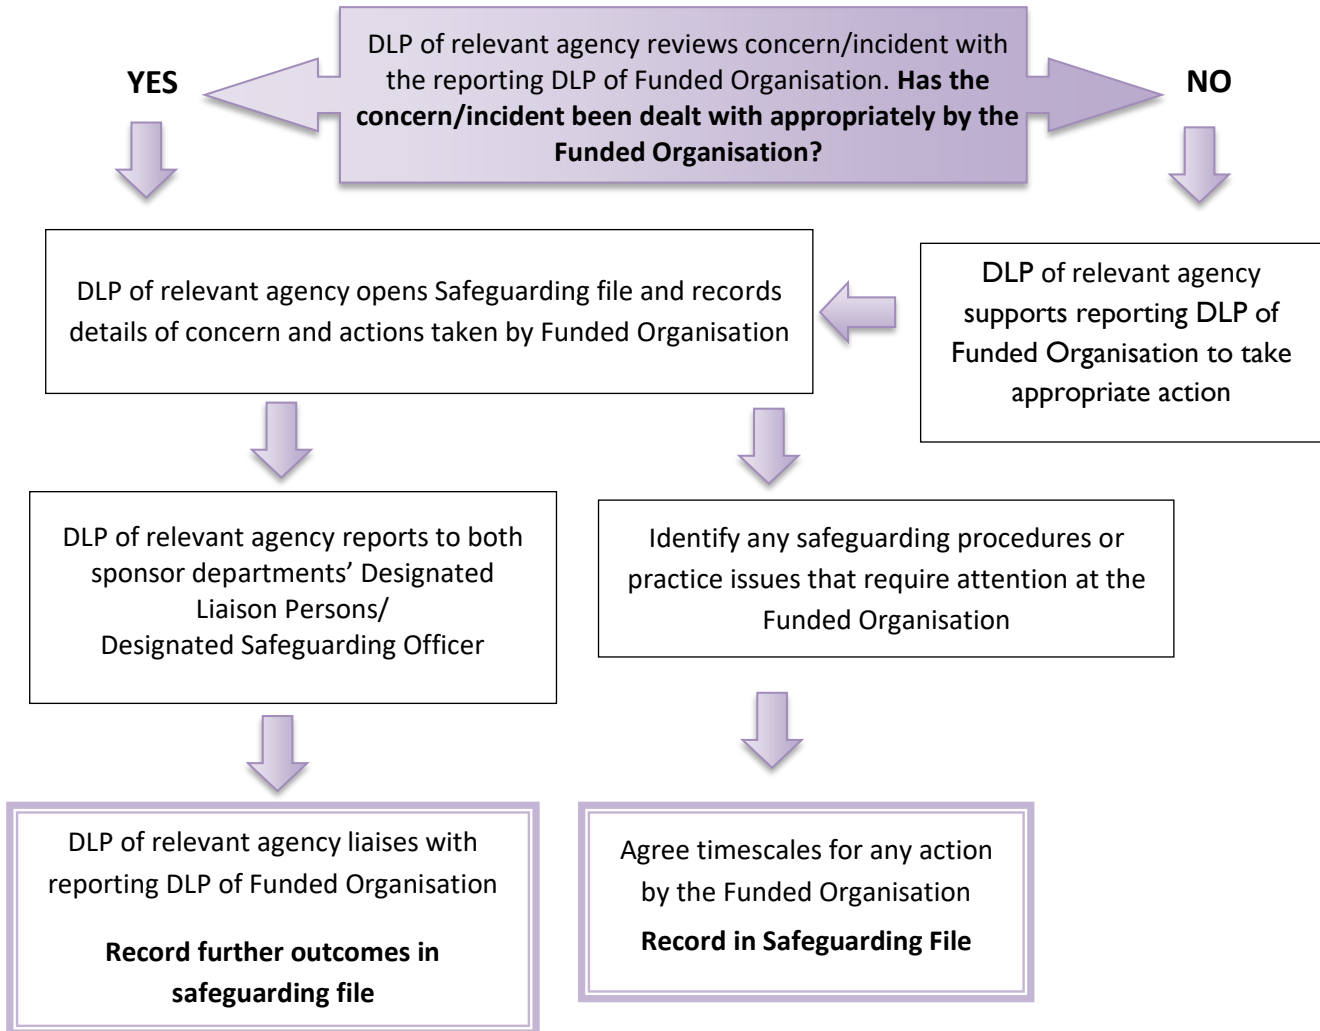 DLP of relevant agency reviews concern/incident with
the reporting DLP of Funded Organisation. Has the
concern/incident been dealt with appropriately by the
Funded Organisation?
YES
NO
DLP of relevant agency opens Safeguarding file and records
details of concern and actions taken by Funded Organisation
DLP of relevant agency
supports reporting DLP of
Funded Organisation to take
appropriate action
DLP of relevant agency reports to both
sponsor departments’ Designated
Liaison Persons/
Designated Safeguarding Officer
Identify any safeguarding procedures or
practice issues that require attention at the
Funded Organisation
DLP of relevant agency liaises with
reporting DLP of Funded Organisation
Record further outcomes in
safeguarding file
Agree timescales for any action
by the Funded Organisation
Record in Safeguarding File